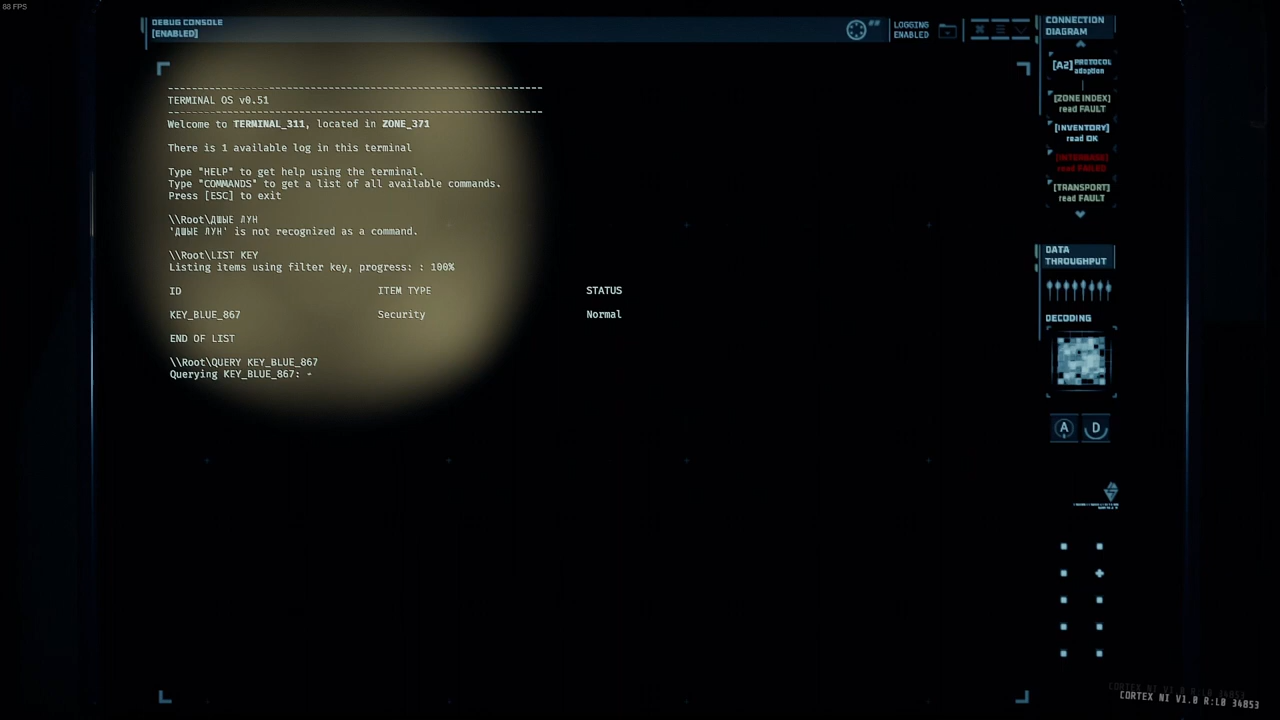 88 FPS
DEBUG CONSOLE
[ENABLED]
LOGGING
ENABLED
------------------------------------------------------------
TERMINAL OS v0.51
------------------------------------------------------------
Welcome to TERMINAL_311, located in ZONE_371
There is 1 available log in this terminal
Type "HELP" to get help using the terminal.
Type "COMMANDS" to get a list of all available commands.
Press [ESC] to exit
\\Root\ДШЫЕ ЛУН
'ДШЫЕ ЛУН' is not recognized as a command.
\\Root\LIST KEY
Listing items using filter key, progress: : 100%
ID ITEM TYPE STATUS
KEY_BLUE_867 Security Normal
END OF LIST
\\Root\QUERY KEY_BLUE_867
Querying KEY_BLUE_867: -
CONNECTION
DIAGRAM
[A2] PROTOCOL
adoption
[ZONE INDEX]
read FAULT
[INVENTORY]
read OK
[INTERBASE]
read FAILED
[TRANSPORT]
read FAULT
DATA
THROUGHPUT
DECODING
A D
CORTEX NI V1.0 R:L0 34853